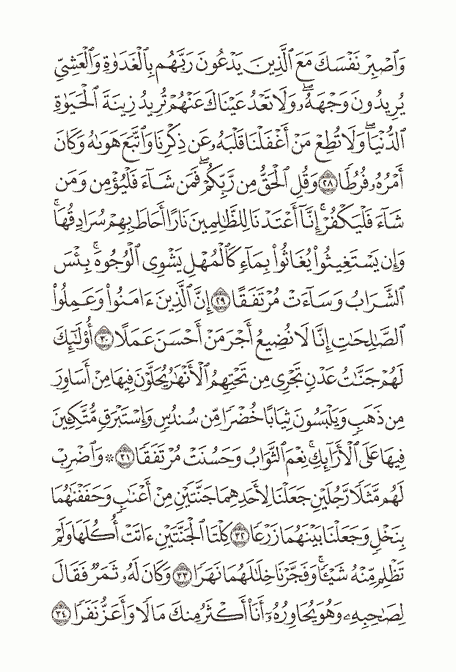 وَٱصۡبِرۡ نَفۡسَكَ مَعَ ٱلَّذِينَ يَدۡعُونَ رَبَّهُم بِٱلۡغَدَوٰةِ وَٱلۡعَشِيِّ
يُرِيدُونَ وَجۡهَهُۥۖ وَلَا تَعۡدُ عَيۡنَاكَ عَنۡهُمۡ تُرِيدُ زِينَةَ ٱلۡحَيَوٰةِ
ٱلدُّنۡيَاۖ وَلَا تُطِعۡ مَنۡ أَغۡفَلۡنَا قَلۡبَهُۥ عَن ذِكۡرِنَا وَٱتَّبَعَ هَوَىٰهُ وَكَانَ
أَمۡرُهُۥ فُرُطٗا ٢٨ وَقُلِ ٱلۡحَقُّ مِن رَّبِّكُمۡۖ فَمَن شَآءَ فَلۡيُؤۡمِن وَمَن
شَآءَ فَلۡيَكۡفُرۡۚ إِنَّآ أَعۡتَدۡنَا لِلظَّٰلِمِينَ نَارًا أَحَاطَ بِهِمۡ سُرَادِقُهَاۚ
وَإِن يَسۡتَغِيثُواْ يُغَاثُواْ بِمَآءٖ كَٱلۡمُهۡلِ يَشۡوِي ٱلۡوُجُوهَۚ بِئۡسَ
ٱلشَّرَابُ وَسَآءَتۡ مُرۡتَفَقًا ٢٩ إِنَّ ٱلَّذِينَ ءَامَنُواْ وَعَمِلُواْ
ٱلصَّٰلِحَٰتِ إِنَّا لَا نُضِيعُ أَجۡرَ مَنۡ أَحۡسَنَ عَمَلًا ٣٠ أُوْلَٰٓئِكَ
لَهُمۡ جَنَّٰتُ عَدۡنٖ تَجۡرِي مِن تَحۡتِهِمُ ٱلۡأَنۡهَٰرُ يُحَلَّوۡنَ فِيهَا مِنۡ أَسَاوِرَ
مِن ذَهَبٖ وَيَلۡبَسُونَ ثِيَابًا خُضۡرٗا مِّن سُندُسٖ وَإِسۡتَبۡرَقٖ مُّتَّكِـِٔينَ
فِيهَا عَلَى ٱلۡأَرَآئِكِۚ نِعۡمَ ٱلثَّوَابُ وَحَسُنَتۡ مُرۡتَفَقٗا ٣١ ۞ وَٱضۡرِبۡ
لَهُم مَّثَلٗا رَّجُلَيۡنِ جَعَلۡنَا لِأَحَدِهِمَا جَنَّتَيۡنِ مِنۡ أَعۡنَٰبٖ وَحَفَفۡنَٰهُمَا
بِنَخۡلٖ وَجَعَلۡنَا بَيۡنَهُمَا زَرۡعٗا ٣٢ كِلۡتَا ٱلۡجَنَّتَيۡنِ ءَاتَتۡ أُكُلَهَا وَلَمۡ
تَظۡلِم مِّنۡهُ شَيۡـٔٗاۚ وَفَجَّرۡنَا خِلَٰلَهُمَا نَهَرٗا ٣٣ وَكَانَ لَهُۥ ثَمَرٞ فَقَالَ
لِصَٰحِبِهِۦ وَهُوَ يُحَاوِرُهُۥٓ أَنَا۠ أَكۡثَرُ مِنكَ مَالٗا وَأَعَزُّ نَفَرٗا ٣٤